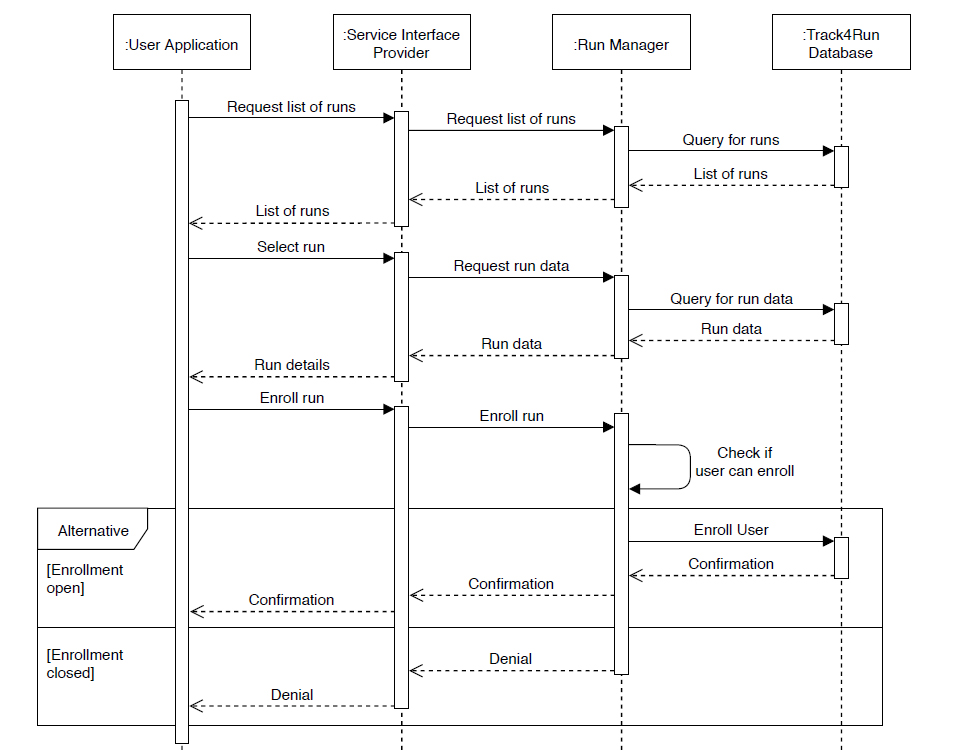 :User Application
:Service Interface
Provider
:Run Manager
:Track4Run
Database
Request list of runs
Request list of runs
Query for runs
List of runs
List of runs
List of runs
Select run
Request run data
Query for run data
Run data
Run data
Run details
Enroll run
Enroll run
Check if
user can enroll
Alternative
Enroll User
[Enrollment
open]
Confirmation
Confirmation
Confirmation
[Enrollment
closed]
Denial
Denial